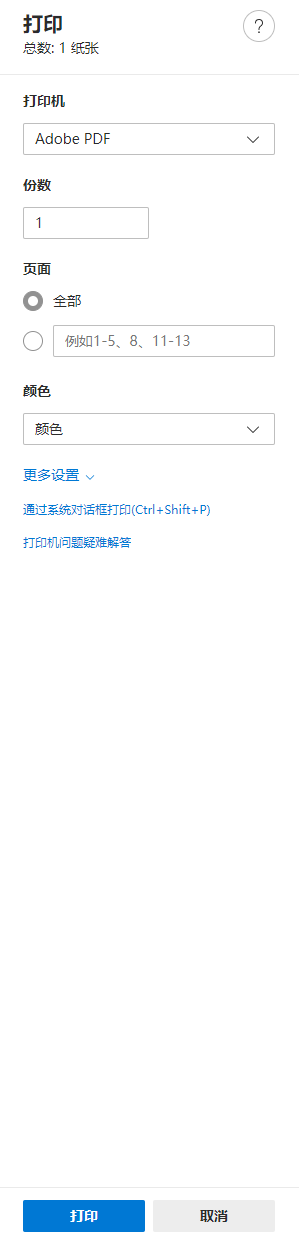 打印
?
总数: 1 纸张
打印机
Adobe PDF
份数
1
页面
全部
例如1-5、8、11-13
颜色
颜色
更多设置
通过系统对话框打印(Ctrl+Shift+P)
打印机问题疑难解答
打印
取消